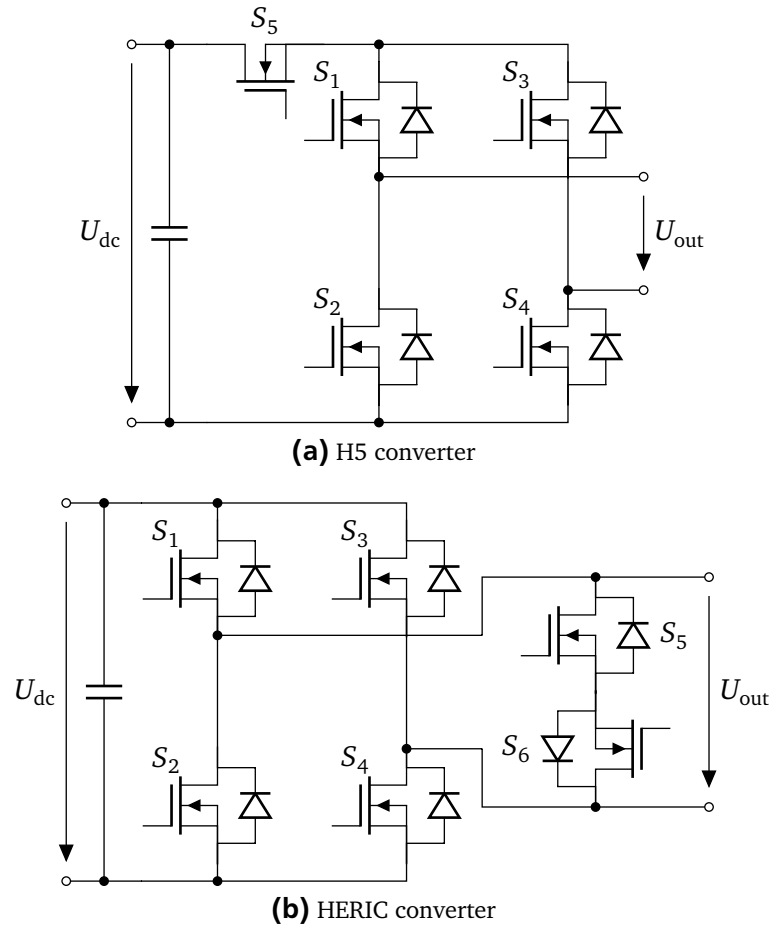 S5
S1
S3
Udc
Uout
S2
S4
(a) H5 converter
S1
S3
S5
Udc
Uout
S6
S2
S4
(b) HERIC converter